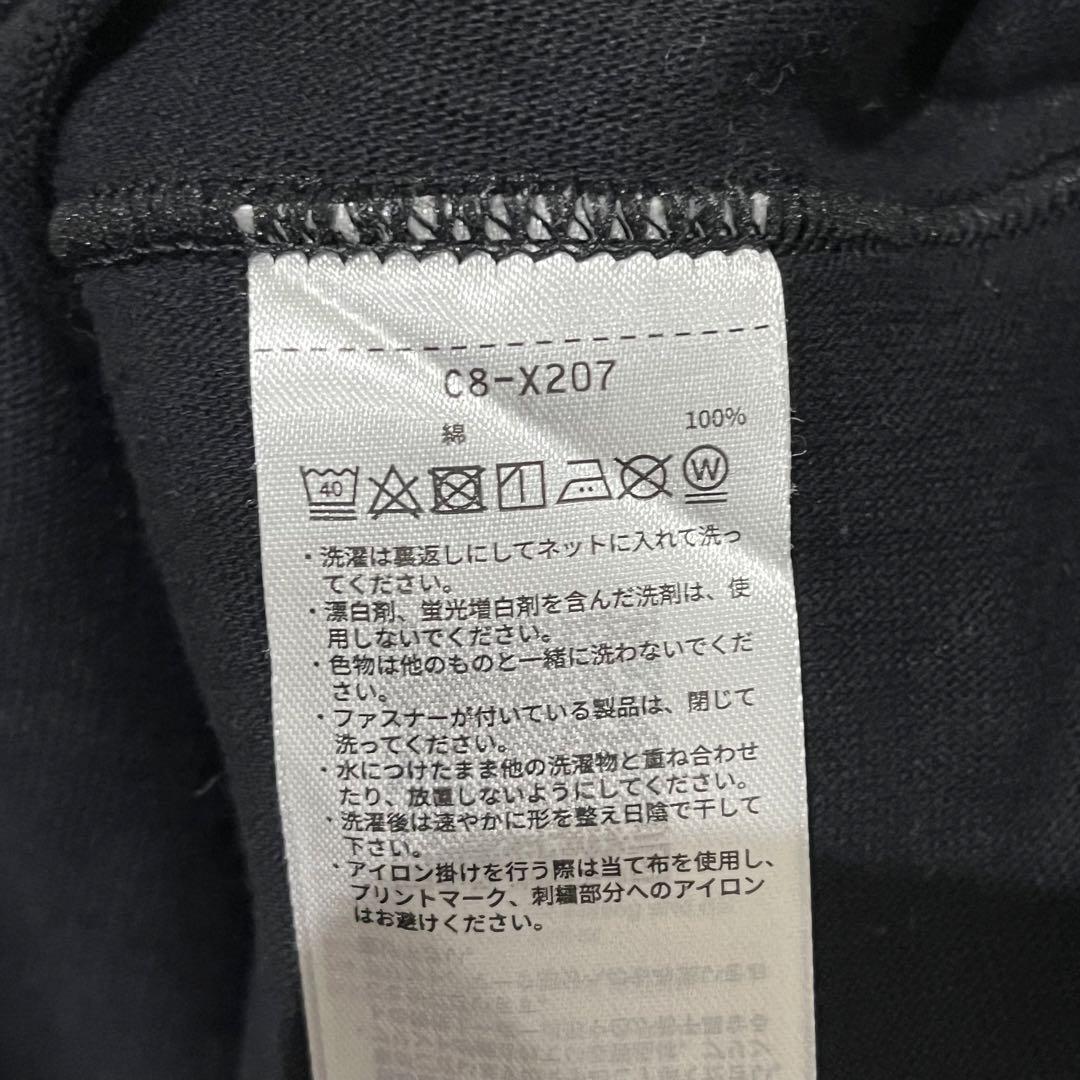 C8-X207
綿 100%
40
W
・洗濯は裏返しにしてネットに入れて洗っ
てください。
・漂白剤、蛍光増白剤を含んだ洗剤は、使
用しないでください。
・色物は他のものと一緒に洗わないでくだ
さい。
・ファスナーが付いている製品は、閉じて
洗ってください。
・水につけたまま他の洗濯物と重ね合わせ
たり、放置しないようにしてください。
・洗濯後は速やかに形を整え日陰で干して
下さい。
・アイロン掛けを行う際は当て布を使用し、
プリントマーク、刺繍部分へのアイロン
はお避けください。